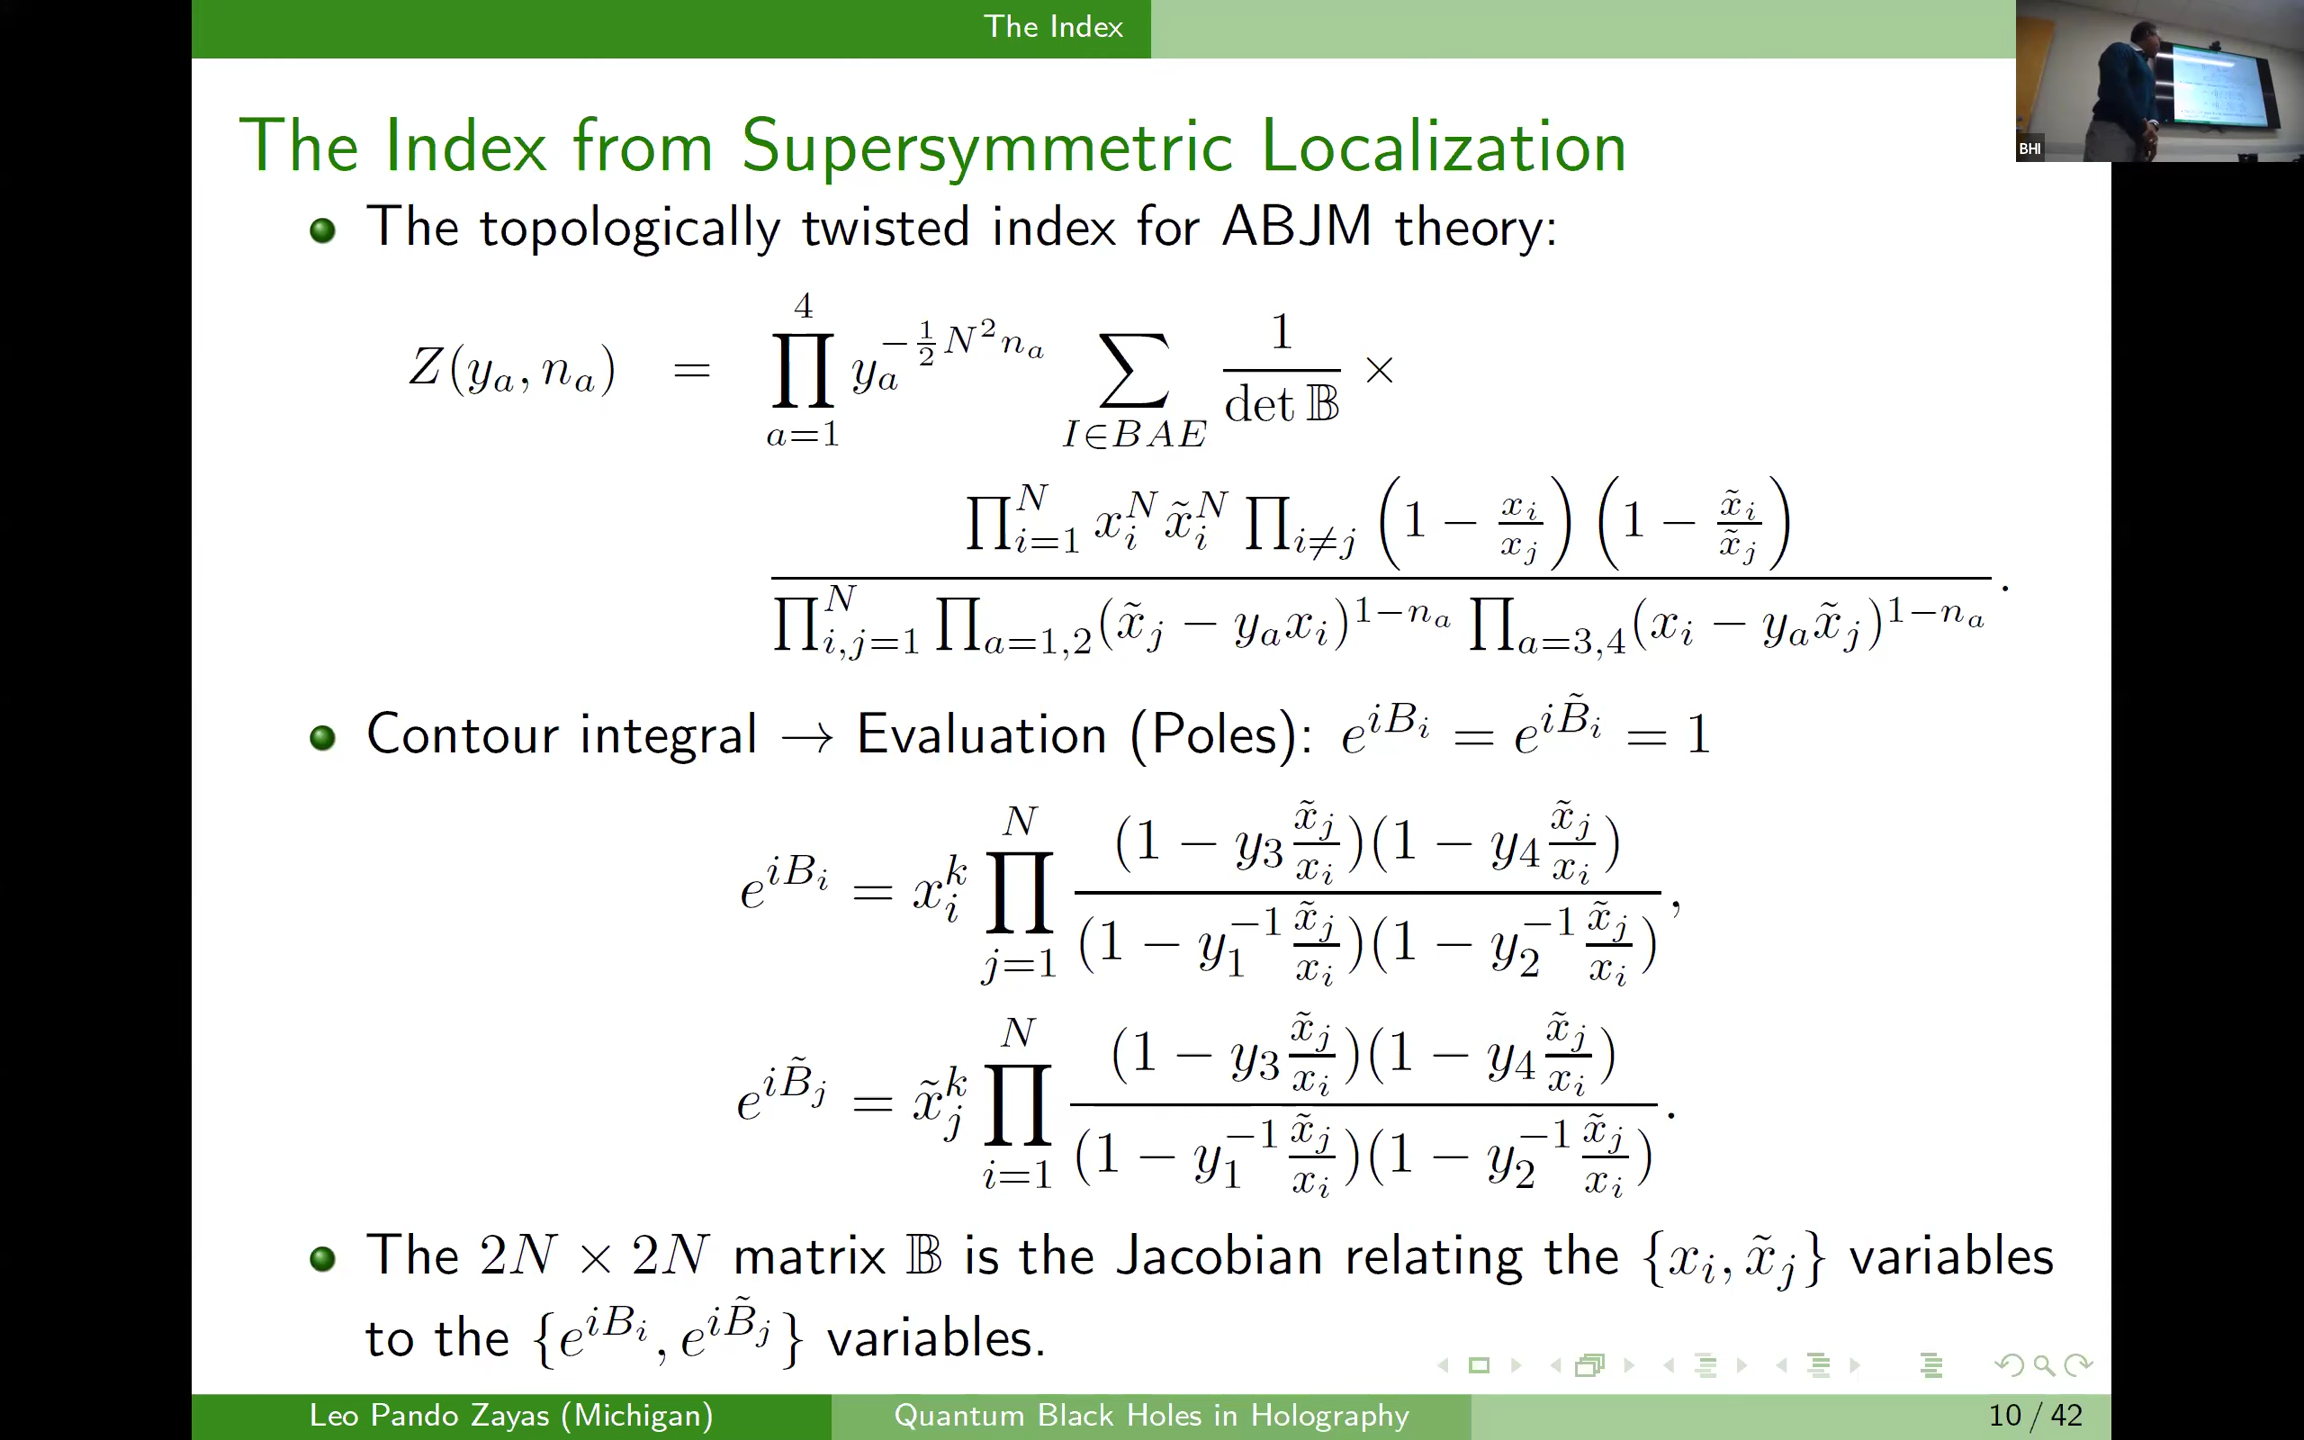 The Index
BHI
The Index from Supersymmetric Localization
The topologically twisted index for ABJM theory:
$Z(y_a, n_a) = \prod_{a=1}^{4} y_a^{-\frac{1}{2}N^2 n_a} \sum_{I \in BAE} \frac{1}{\det \mathbb{B}} \times$
$\frac{\prod_{i=1}^{N} x_i^N \tilde{x}_i^N \prod_{i \neq j} \left(1 - \frac{x_i}{x_j}\right) \left(1 - \frac{\tilde{x}_i}{\tilde{x}_j}\right)}{\prod_{i,j=1}^{N} \prod_{a=1,2} (\tilde{x}_j - y_a x_i)^{1-n_a} \prod_{a=3,4} (x_i - y_a \tilde{x}_j)^{1-n_a}}.$
Contour integral → Evaluation (Poles): $e^{iB_i} = e^{i\tilde{B}_i} = 1$
$e^{iB_i} = x_i^k \prod_{j=1}^{N} \frac{(1 - y_3 \frac{\tilde{x}_j}{x_i})(1 - y_4 \frac{\tilde{x}_j}{x_i})}{(1 - y_1^{-1} \frac{\tilde{x}_j}{x_i})(1 - y_2^{-1} \frac{\tilde{x}_j}{x_i})},$
$e^{i\tilde{B}_j} = \tilde{x}_j^k \prod_{i=1}^{N} \frac{(1 - y_3 \frac{\tilde{x}_j}{x_i})(1 - y_4 \frac{\tilde{x}_j}{x_i})}{(1 - y_1^{-1} \frac{\tilde{x}_j}{x_i})(1 - y_2^{-1} \frac{\tilde{x}_j}{x_i})}.$
The $2N \times 2N$ matrix $\mathbb{B}$ is the Jacobian relating the $\{x_i, \tilde{x}_j\}$ variables
to the $\{e^{iB_i}, e^{i\tilde{B}_j}\}$ variables.
Leo Pando Zayas (Michigan)
Quantum Black Holes in Holography
10 / 42